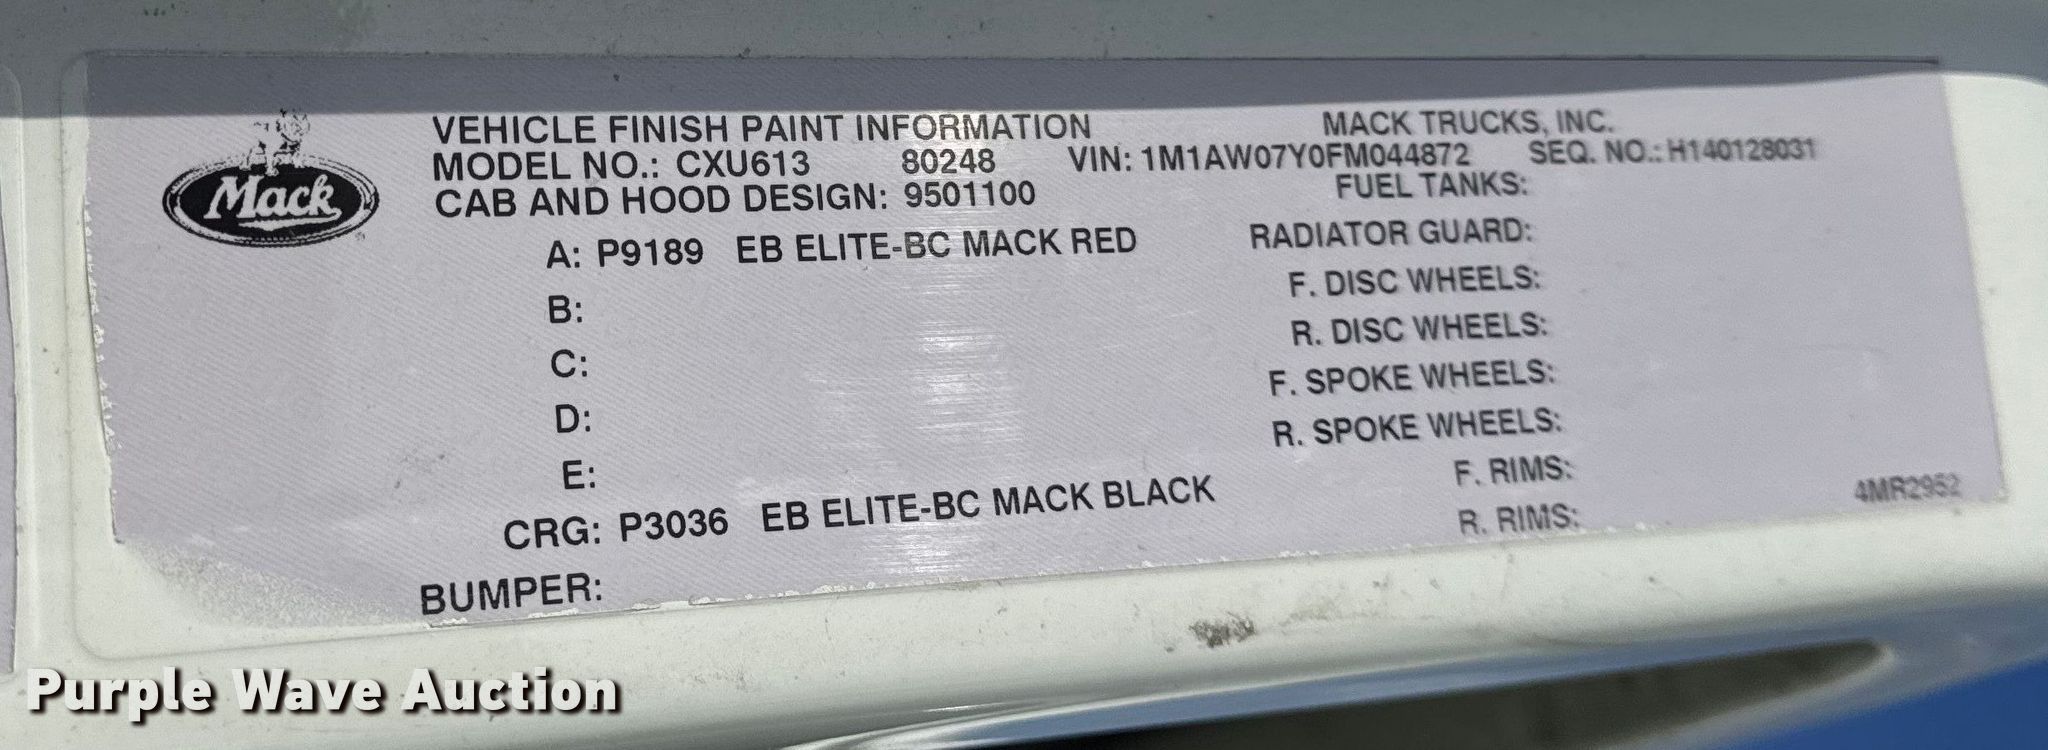 Mack
VEHICLE FINISH PAINT INFORMATION MACK TRUCKS, INC.
MODEL NO.: CXU613 80248 VIN: 1M1AW07Y0FM044872 SEQ. NO.: H140128031
CAB AND HOOD DESIGN: 9501100 FUEL TANKS:
A: P9189 EB ELITE-BC MACK RED RADIATOR GUARD:
B: F. DISC WHEELS:
C: R. DISC WHEELS:
D: F. SPOKE WHEELS:
E: R. SPOKE WHEELS:
CRG: P3036 EB ELITE-BC MACK BLACK F. RIMS:
BUMPER: R. RIMS:
4MR2952
Purple Wave Auction